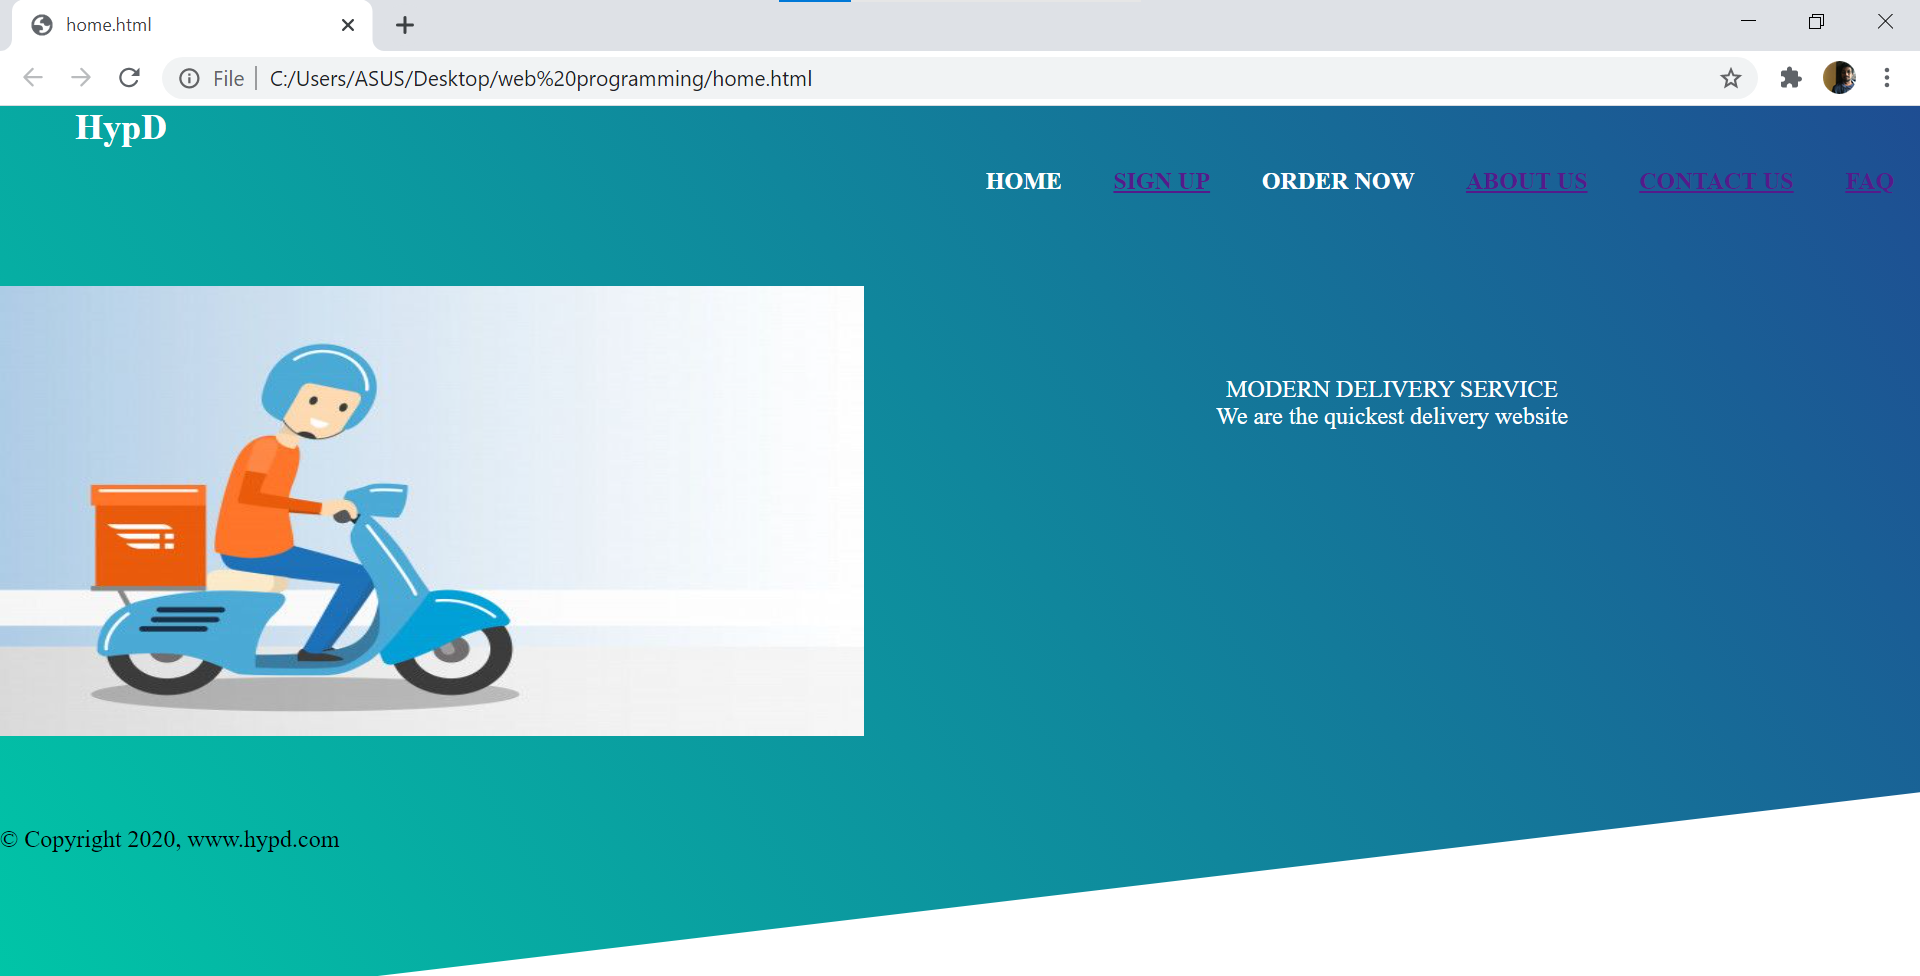 home.html
File
C:/Users/ASUS/Desktop/web%20programming/home.html
HypD
HOME SIGN UP ORDER NOW ABOUT US CONTACT US FAQ
MODERN DELIVERY SERVICE
We are the quickest delivery website
© Copyright 2020, www.hypd.com